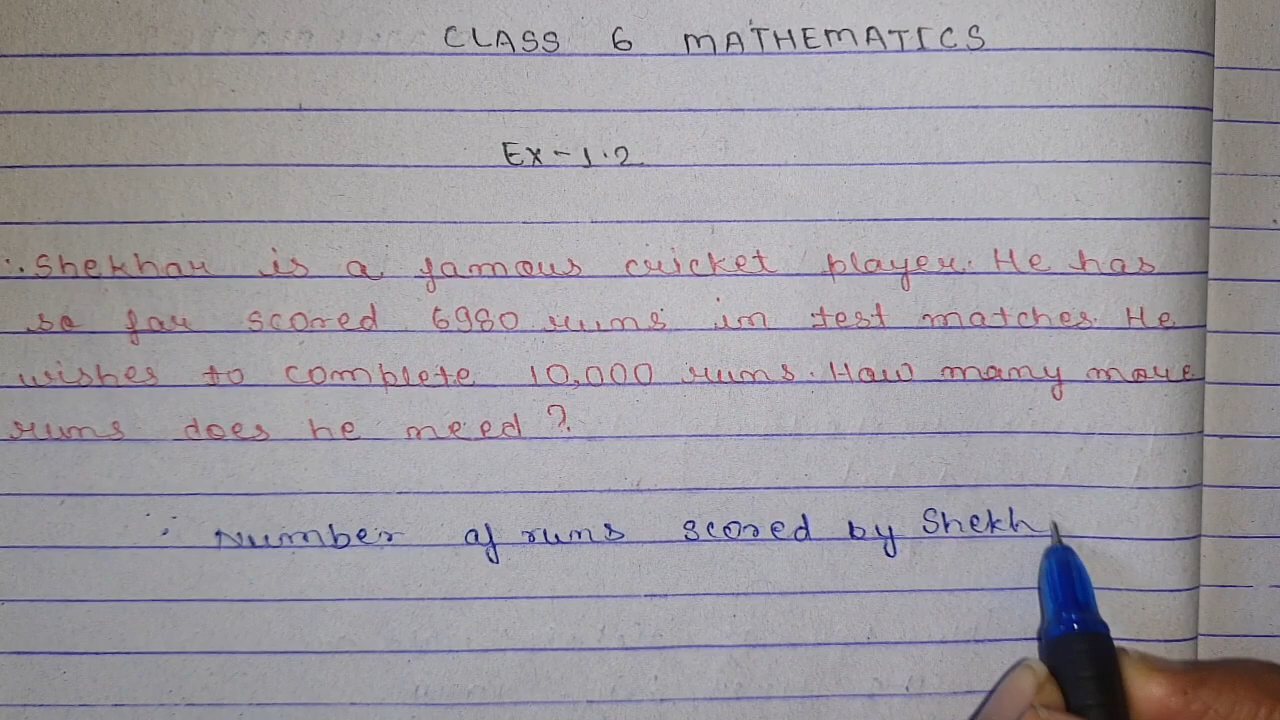 CLASS 6 MATHEMATICS
Ex-1.2
:Shekhar is a famous cricket player. He has
so far scored 6980 runs in test matches. He
wishes to complete 10,000 runs. How many more
runs does he need?
: Number of runs scored by Shekh